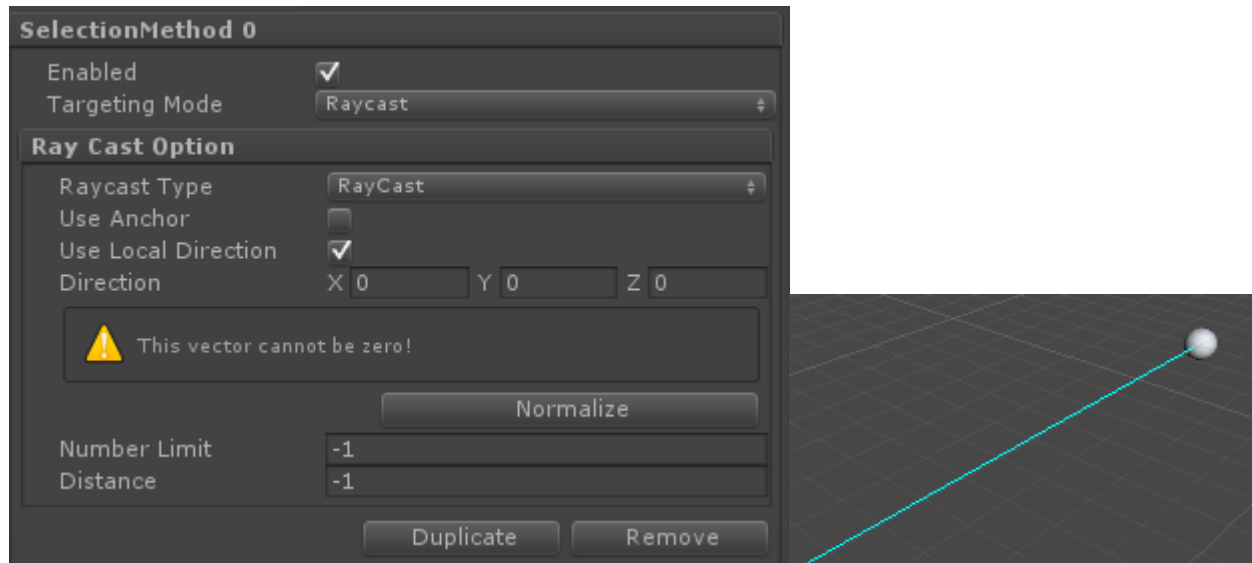 SelectionMethod 0
Enabled
Targeting Mode Raycast
Ray Cast Option
Raycast Type RayCast
Use Anchor
Use Local Direction
Direction X 0 Y 0 Z 0
This vector cannot be zero!
Normalize
Number Limit -1
Distance -1
Duplicate Remove